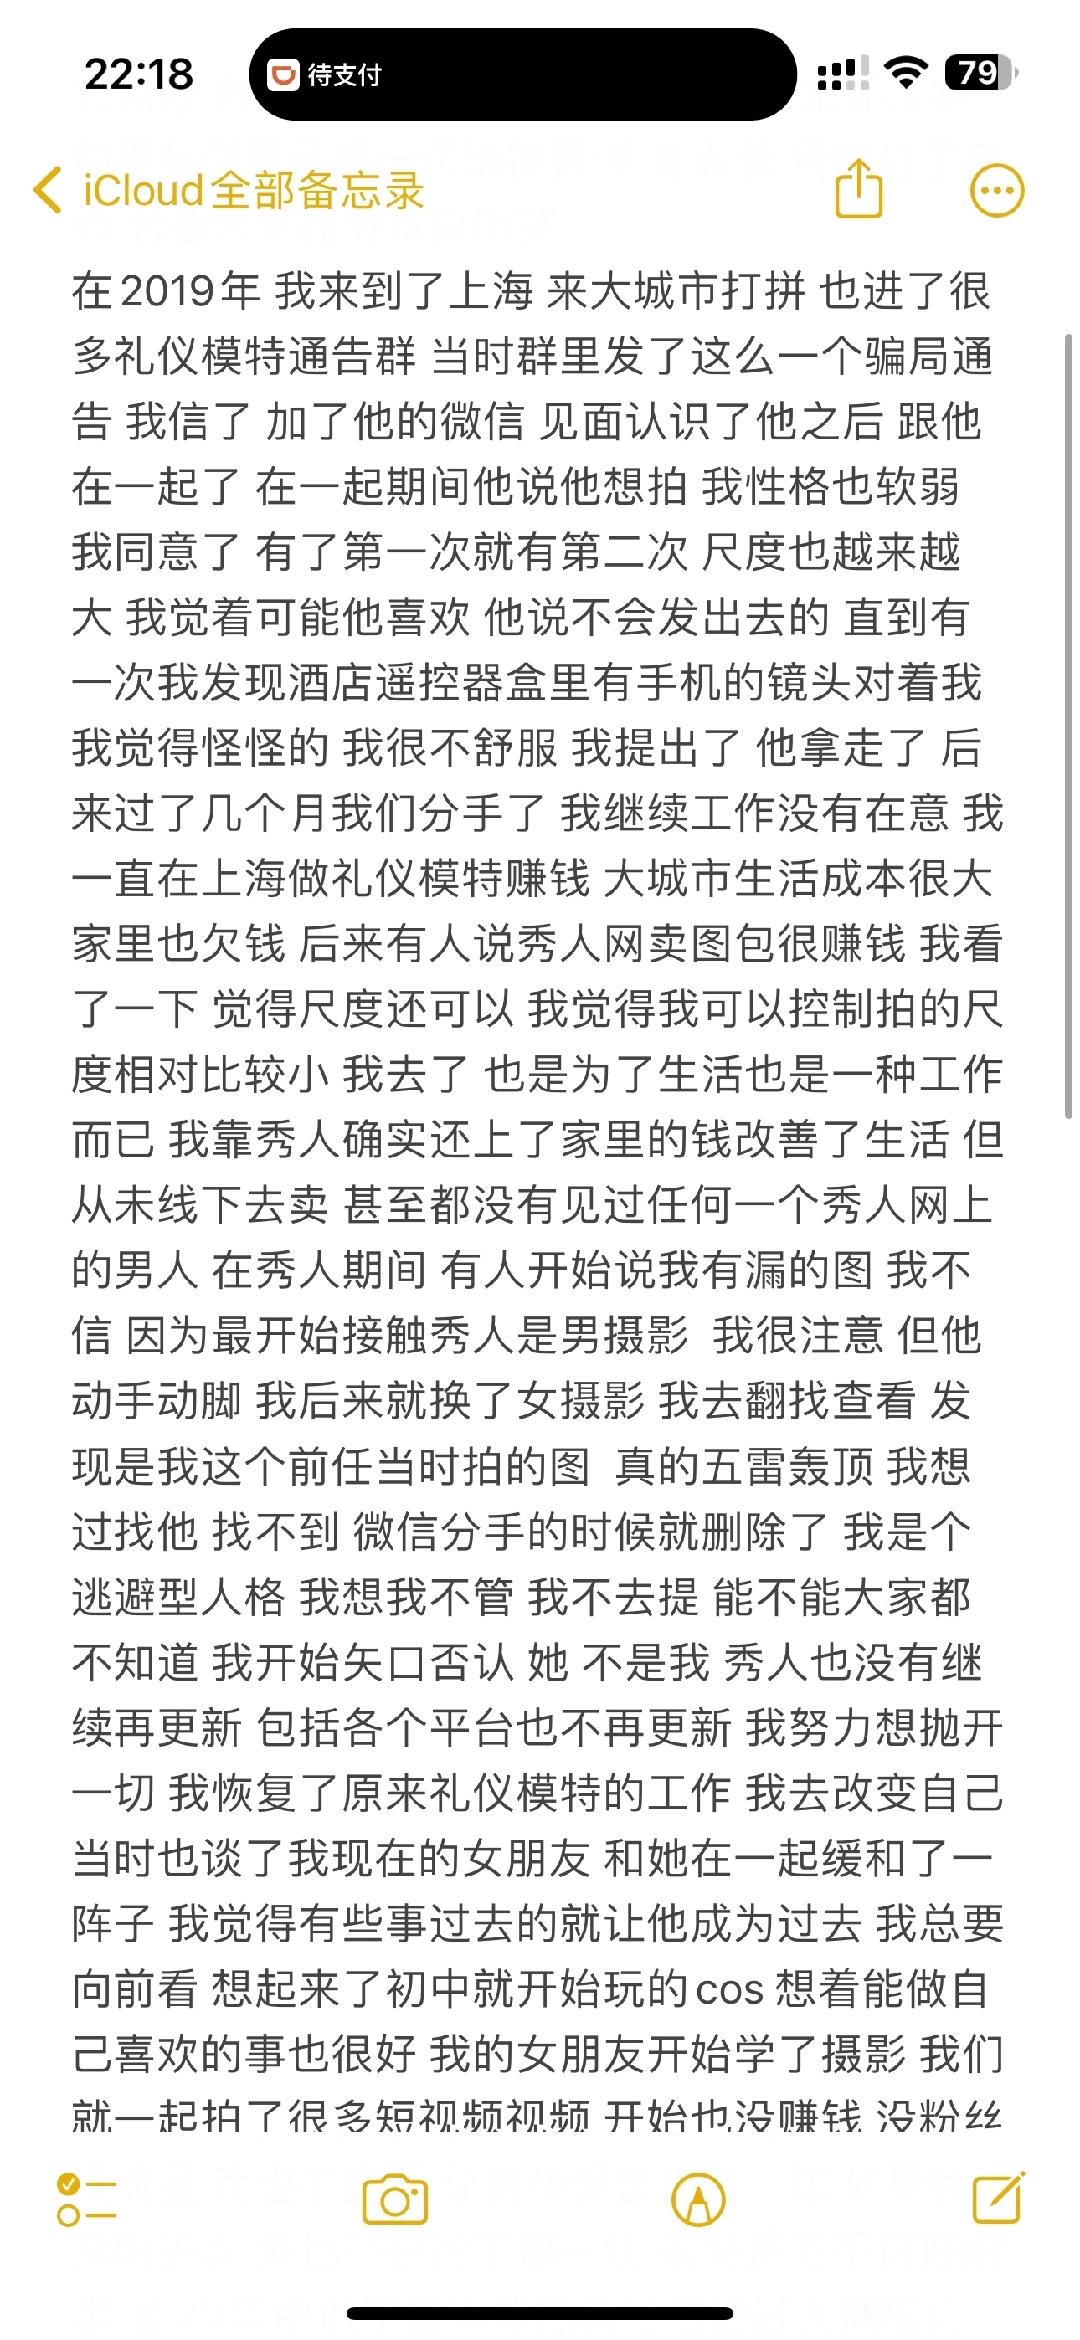 22:18
待支付
79
iCloud全部备忘录
在2019年 我来到了上海 来大城市打拼 也进了很
多礼仪模特通告群 当时群里发了这么一个骗局通
告 我信了 加了他的微信 见面认识了他之后 跟他
在一起了 在一起期间他说他想拍 我性格也软弱
我同意了 有了第一次就有第二次 尺度也越来越
大 我觉着可能他喜欢 他说不会发出去的 直到有
一次我发现酒店遥控器盒里有手机的镜头对着我
我觉得怪怪的 我很不舒服 我提出了 他拿走了 后
来过了几个月我们分手了 我继续工作没有在意 我
一直在上海做礼仪模特赚钱 大城市生活成本很大
家里也欠钱 后来有人说秀人网卖图包很赚钱 我看
了一下 觉得尺度还可以 我觉得我可以控制拍的尺
度相对比较小 我去了 也是为了生活也是一种工作
而已 我靠秀人确实还上了家里的钱改善了生活 但
从未线下去卖 甚至都没有见过任何一个秀人网上
的男人 在秀人期间 有人开始说我有漏的图 我不
信 因为最开始接触秀人是男摄影 我很注意 但他
动手动脚 我后来就换了女摄影 我去翻找查看 发
现是我这个前任当时拍的图 真的五雷轰顶 我想
过找他 找不到 微信分手的时候就删除了 我是个
逃避型人格 我想我不管 我不去提 能不能大家都
不知道 我开始矢口否认 她 不是我 秀人也没有继
续再更新 包括各个平台也不再更新 我努力想抛开
一切 我恢复了原来礼仪模特的工作 我去改变自己
当时也谈了我现在的女朋友 和她在一起缓和了一
阵子 我觉得有些事过去的就让他成为过去 我总要
向前看 想起来了初中就开始玩的cos 想着能做自
己喜欢的事也很好 我的女朋友开始学了摄影 我们
就一起拍了很多短视频视频 开始也没赚钱 没粉丝